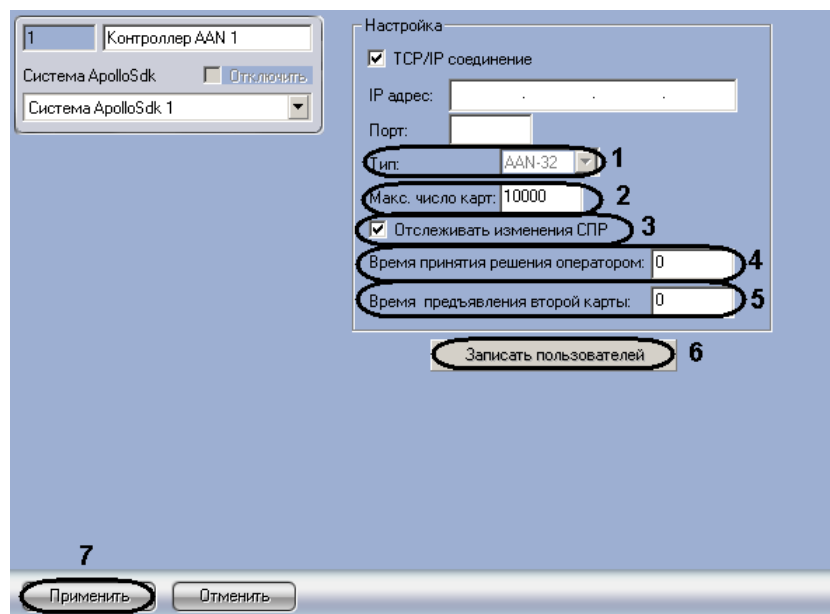 1 Контроллер AAN 1
Система ApolloSdk Отключить
Система ApolloSdk 1
Настройка
TCP/IP соединение
IP адрес: . . .
Порт:
Тип: AAN-32 1
Макс. число карт: 10000 2
Отслеживать изменения СПР 3
Время принятия решения оператором: 0 4
Время предъявления второй карты: 0 5
Записать пользователей 6
7
Применить Отменить